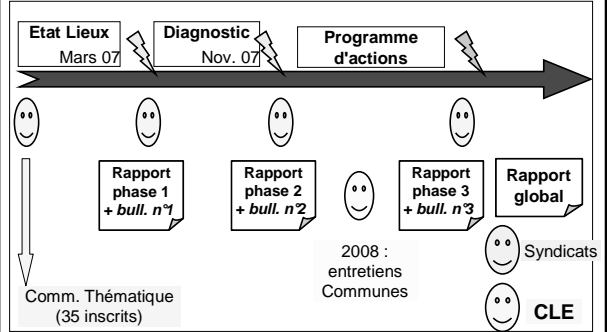 Etat Lieux
Mars 07
Diagnostic
Nov. 07
Programme
d'actions
Rapport
phase 1
+ bull. n°1
Rapport
phase 2
+ bull. n°2
Rapport
phase 3
+ bull. n°3
Rapport
global
2008 :
entretiens
Communes
Syndicats
Comm. Thématique
(35 inscrits)
CLE